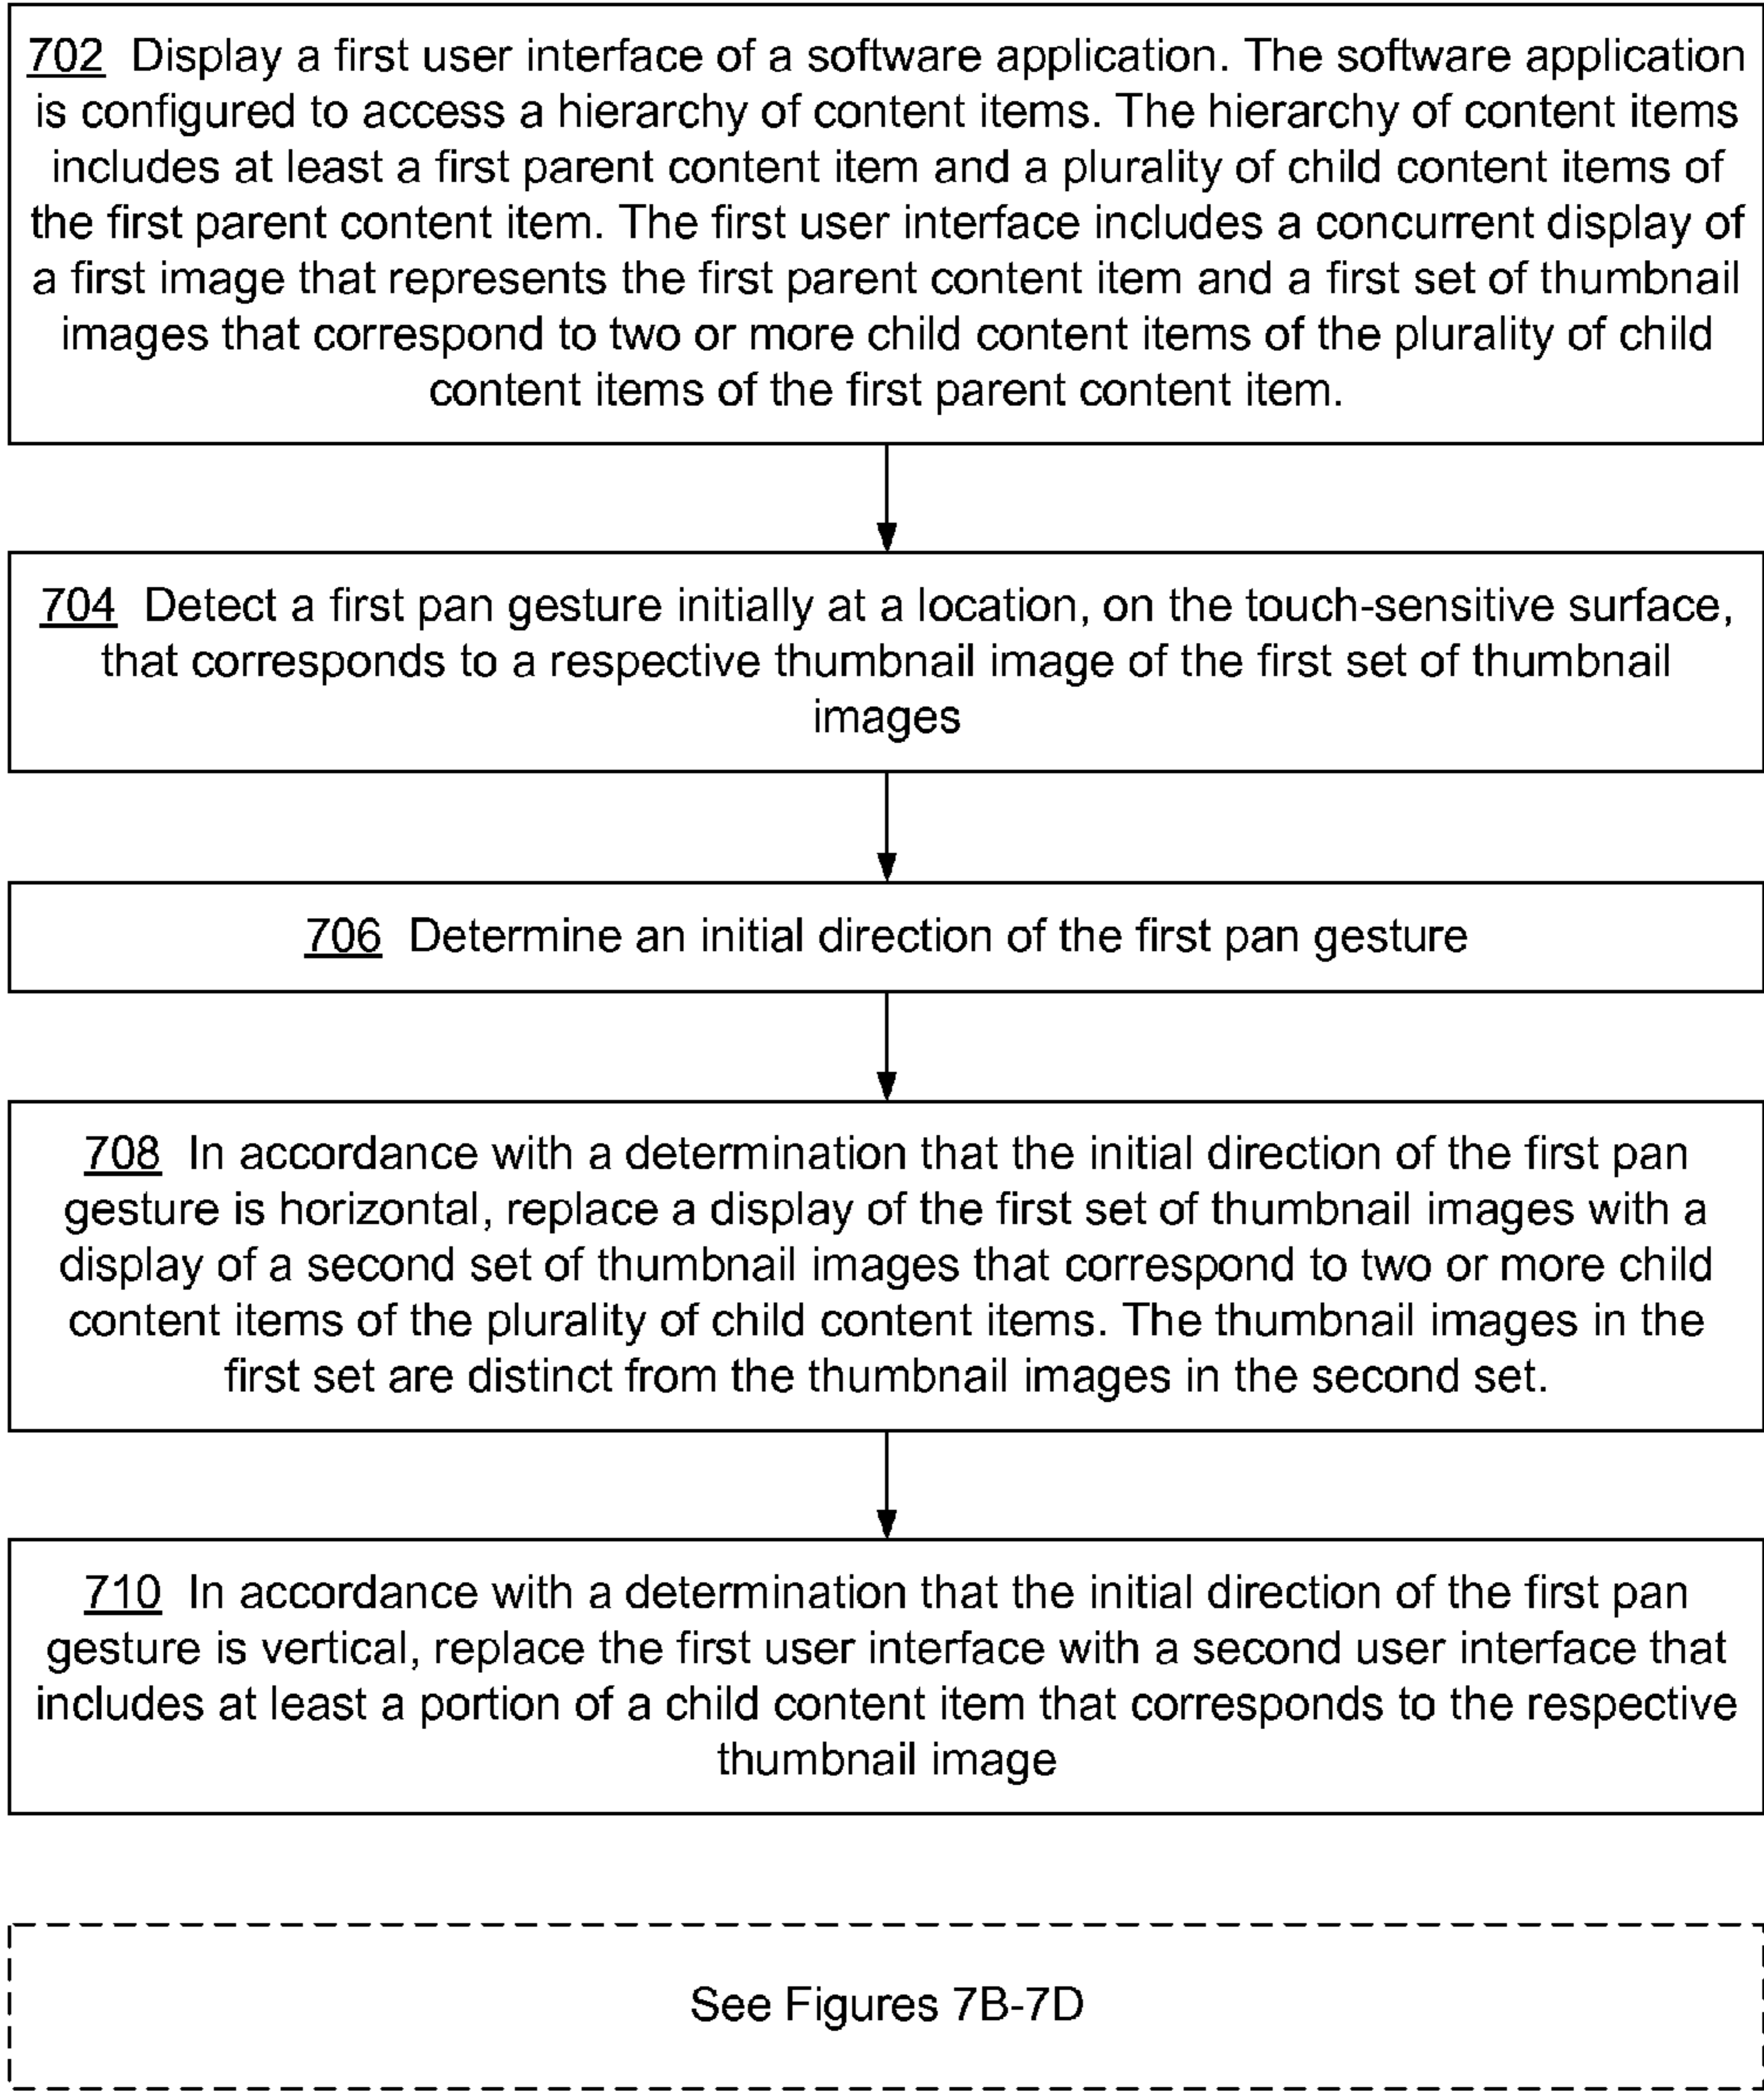 702 Display a first user interface of a software application. The software application
is configured to access a hierarchy of content items. The hierarchy of content items
includes at least a first parent content item and a plurality of child content items of
the first parent content item. The first user interface includes a concurrent display of
a first image that represents the first parent content item and a first set of thumbnail
images that correspond to two or more child content items of the plurality of child
content items of the first parent content item.
704 Detect a first pan gesture initially at a location, on the touch-sensitive surface,
that corresponds to a respective thumbnail image of the first set of thumbnail
images
706 Determine an initial direction of the first pan gesture
708 In accordance with a determination that the initial direction of the first pan
gesture is horizontal, replace a display of the first set of thumbnail images with a
display of a second set of thumbnail images that correspond to two or more child
content items of the plurality of child content items. The thumbnail images in the
first set are distinct from the thumbnail images in the second set.
710 In accordance with a determination that the initial direction of the first pan
gesture is vertical, replace the first user interface with a second user interface that
includes at least a portion of a child content item that corresponds to the respective
thumbnail image
See Figures 7B-7D